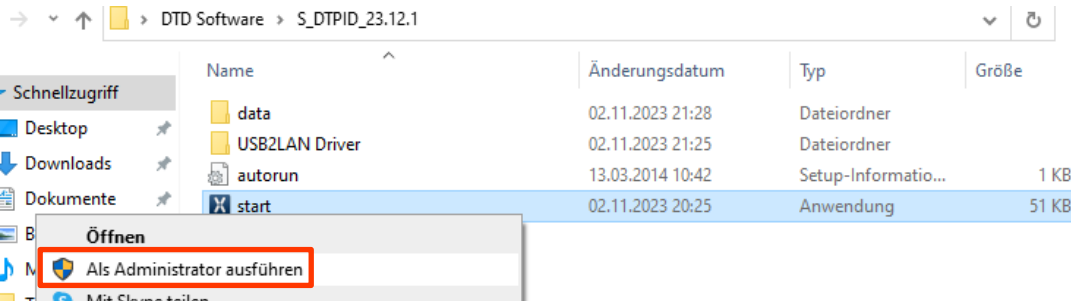 DTD Software > S_DTPID_23.12.1
Name Änderungsdatum Typ Größe
Schnellzugriff
data 02.11.2023 21:28 Dateiordner
Desktop
USB2LAN Driver 02.11.2023 21:25 Dateiordner
Downloads
autorun 13.03.2014 10:42 Setup-Informatio... 1 KB
Dokumente
start 02.11.2023 20:25 Anwendung 51 KB
Öffnen
Als Administrator ausführen
Mit Skype teilen